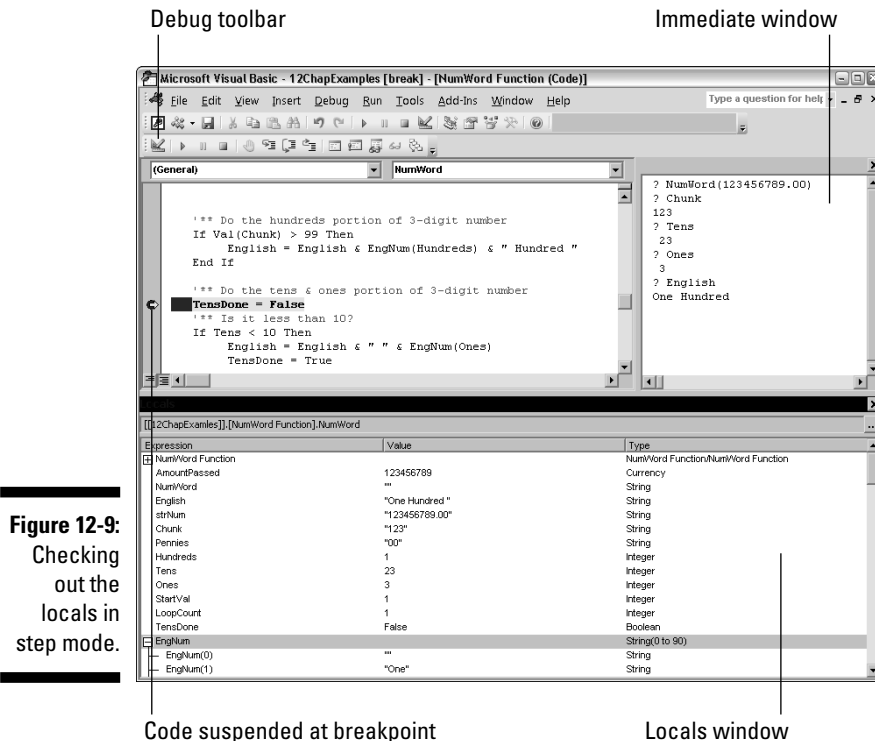 Debug toolbar
Immediate window
Microsoft Visual Basic - 12ChapExamples [break] - [NumWord Function (Code)]
File Edit View Insert Debug Run Tools Add-Ins Window Help
Type a question for help
(General)
NumWord
'** Do the hundreds portion of 3-digit number
If Val(Chunk) > 99 Then
English = English & EngNum(Hundreds) & " Hundred "
End If
'** Do the tens & ones portion of 3-digit number
TensDone = False
'** Is it less than 10?
If Tens < 10 Then
English = English & " " & EngNum(Ones)
TensDone = True
? NumWord(123456789.00)
? Chunk
123
? Tens
23
? Ones
3
? English
One Hundred
Locals
[[12ChapExamles]].[NumWord Function].NumWord
...
Expression Value Type
NumWord Function NumWord Function/NumWord Function
AmountPassed 123456789 Currency
NumWord "" String
English "One Hundred " String
strNum "123456789.00" String
Chunk "123" String
Pennies "00" String
Hundreds 1 Integer
Tens 23 Integer
Ones 3 Integer
StartVal 1 Integer
LoopCount 1 Integer
TensDone False Boolean
EngNum String(0 to 90)
EngNum(0) "" String
EngNum(1) "One" String
Figure 12-9:
Checking
out the
locals in
step mode.
Code suspended at breakpoint
Locals window